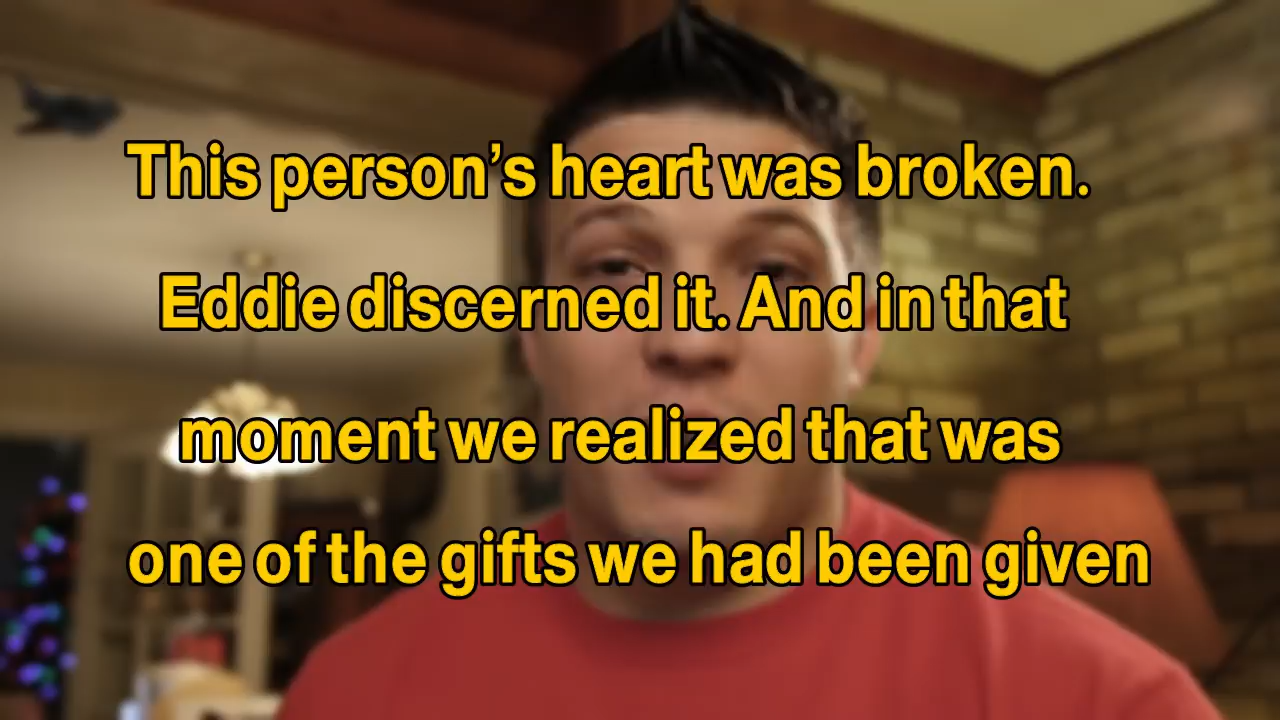 This person’s heart was broken.
Eddie discerned it. And in that
moment we realized that was
one of the gifts we had been given